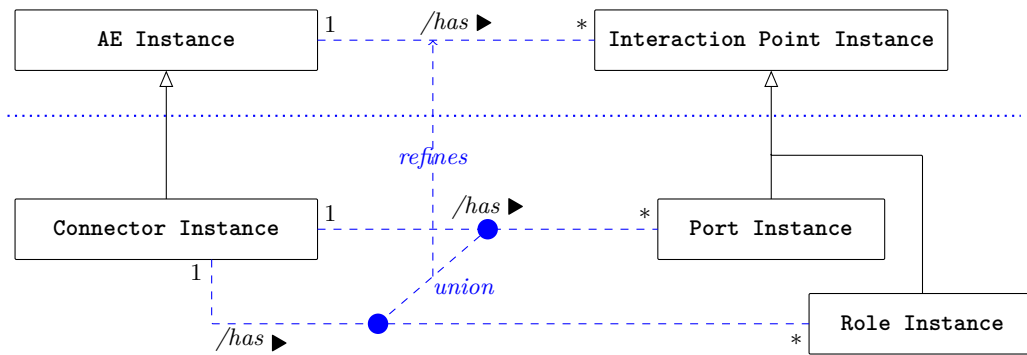 1 /has ▶ *
AE Instance Interaction Point Instance
refines
/has ▶
1 *
Connector Instance Port Instance
1
union
Role Instance
/has ▶ *